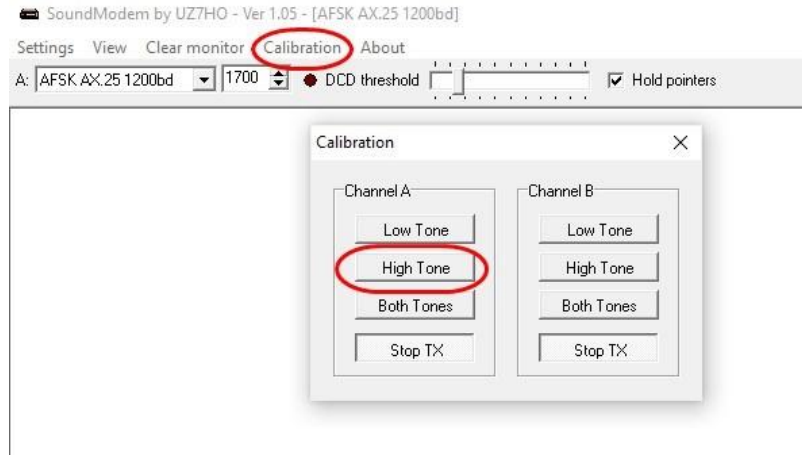 SoundModem by UZ7HO - Ver 1.05 - [AFSK AX.25 1200bd]
Settings View Clear monitor Calibration About
A: AFSK AX.25 1200bd 1700 DCD threshold Hold pointers
Calibration
Channel A Channel B
Low Tone Low Tone
High Tone High Tone
Both Tones Both Tones
Stop TX Stop TX